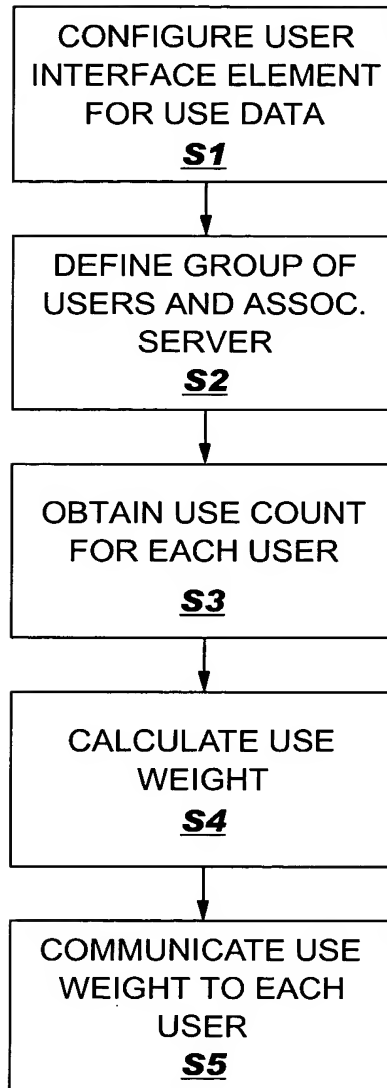 CONFIGURE USER
INTERFACE ELEMENT
FOR USE DATA
S1
DEFINE GROUP OF
USERS AND ASSOC.
SERVER
S2
OBTAIN USE COUNT
FOR EACH USER
S3
CALCULATE USE
WEIGHT
S4
COMMUNICATE USE
WEIGHT TO EACH
USER
S5